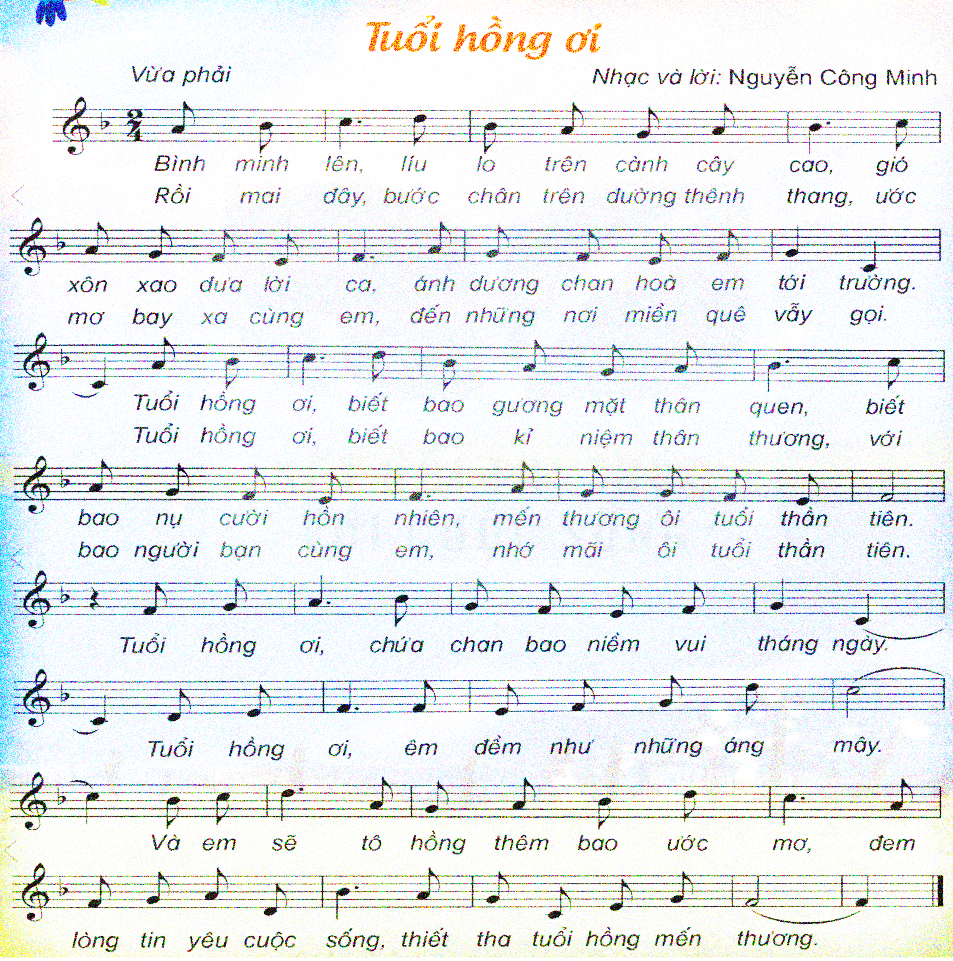 Tuổi hồng ơi
Vừa phải
Nhạc và lời: Nguyễn Công Minh
2
4
Bình minh lên, líu lo trên cành cây cao, gió
Rồi mai đây, bước chân trên đường thênh thang, ước
xôn xao đưa lời ca, ánh dương chan hoà em tới trường.
mơ bay xa cùng em, đến những nơi miền quê vẫy gọi.
Tuổi hồng ơi, biết bao gương mặt thân quen, biết
Tuổi hồng ơi, biết bao kỉ niệm thân thương, với
bao nụ cười hồn nhiên, mến thương ôi tuổi thần tiên.
bao người bạn cùng em, nhớ mãi ôi tuổi thần tiên.
Tuổi hồng ơi, chứa chan bao niềm vui tháng ngày.
Tuổi hồng ơi, êm đềm như những áng mây.
Và em sẽ tô hồng thêm bao ước mơ, đem
lòng tin yêu cuộc sống, thiết tha tuổi hồng mến thương.